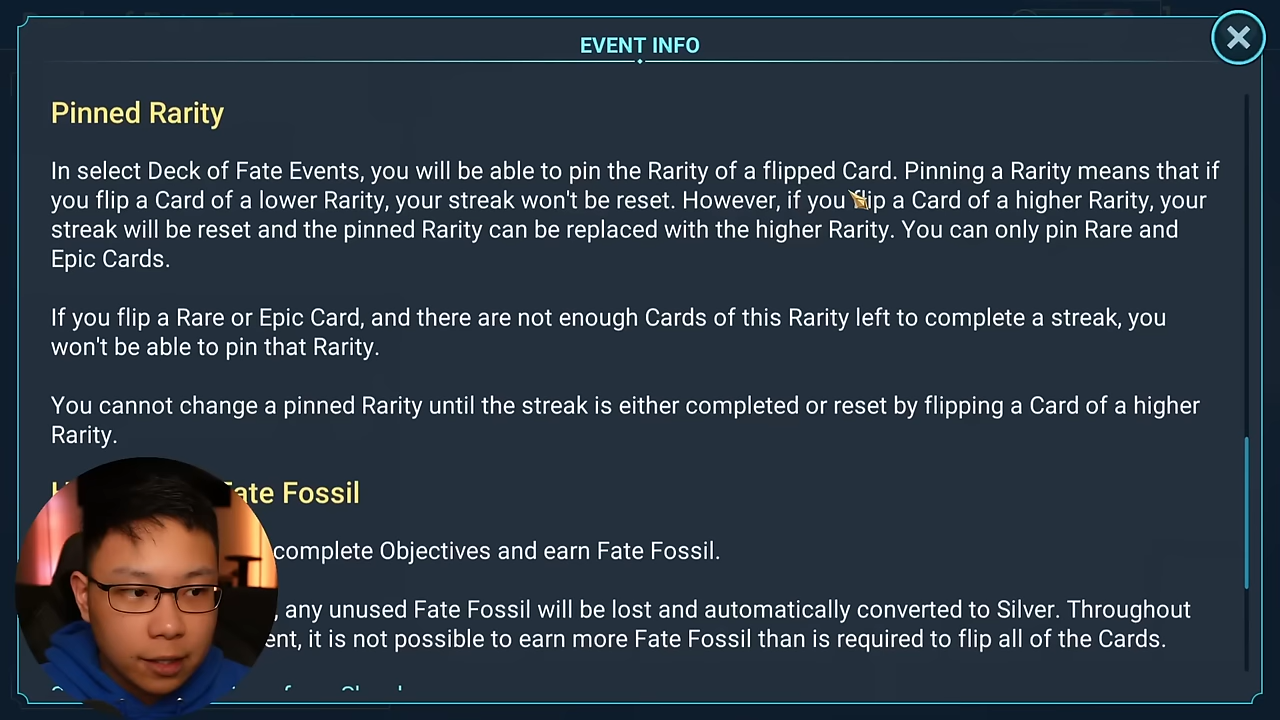 EVENT INFO
Pinned Rarity
In select Deck of Fate Events, you will be able to pin the Rarity of a flipped Card. Pinning a Rarity means that if
you flip a Card of a lower Rarity, your streak won't be reset. However, if you flip a Card of a higher Rarity, your
streak will be reset and the pinned Rarity can be replaced with the higher Rarity. You can only pin Rare and
Epic Cards.
If you flip a Rare or Epic Card, and there are not enough Cards of this Rarity left to complete a streak, you
won't be able to pin that Rarity.
You cannot change a pinned Rarity until the streak is either completed or reset by flipping a Card of a higher
Rarity.
Fate Fossil
complete Objectives and earn Fate Fossil.
, any unused Fate Fossil will be lost and automatically converted to Silver. Throughout
it is not possible to earn more Fate Fossil than is required to flip all of the Cards.